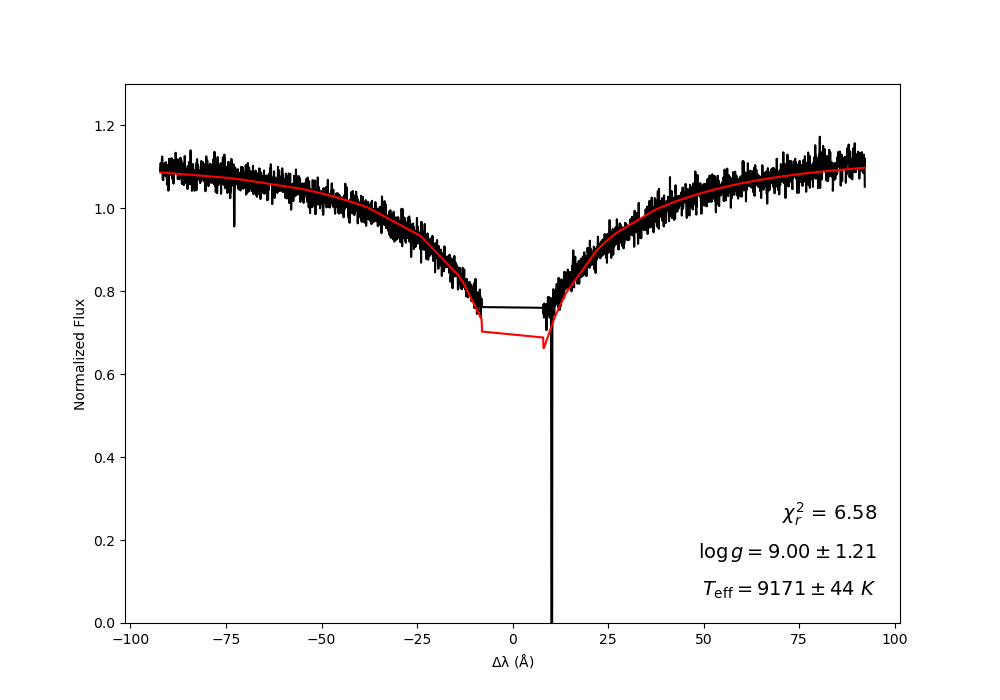 1.2
1.0
0.8
0.6
0.4
0.2
0.0
Normalized Flux
χ²ᵣ = 6.58
log g = 9.00 ± 1.21
T_eff = 9171 ± 44 K
−100 −75 −50 −25 0 25 50 75 100
Δλ (Å)